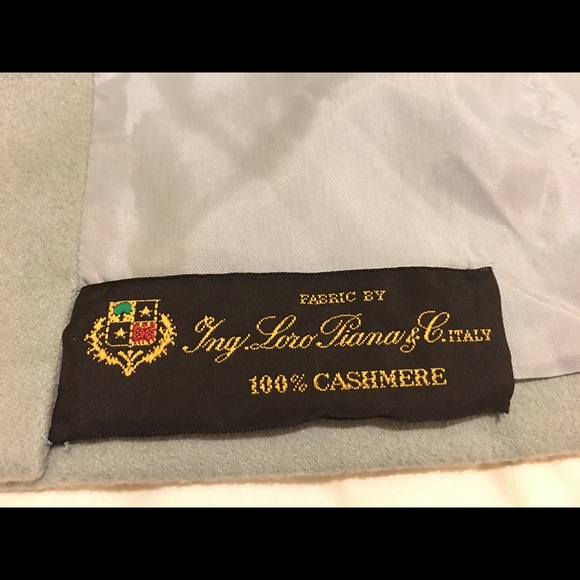 FABRIC BY
Ing. Loro Piana & C. ITALY
100% CASHMERE